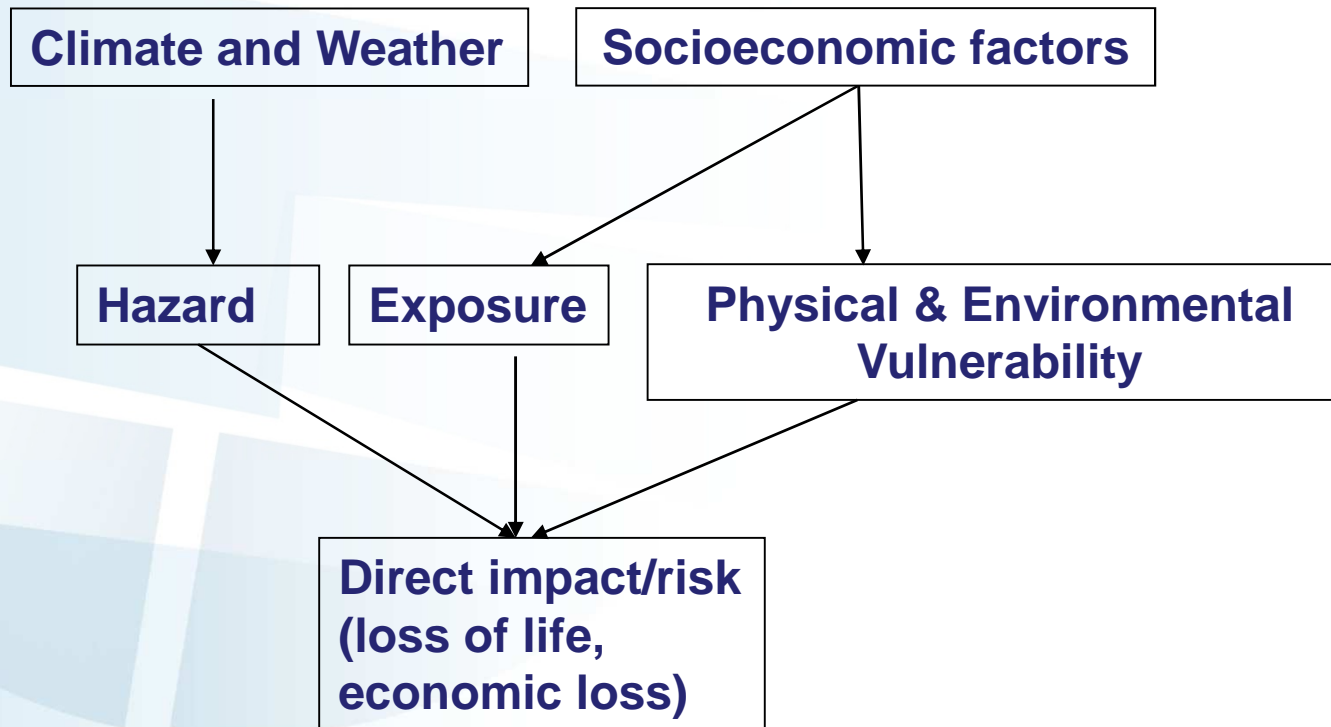 Climate and Weather
Socioeconomic factors
Hazard
Exposure
Physical & Environmental
Vulnerability
Direct impact/risk
(loss of life,
economic loss)